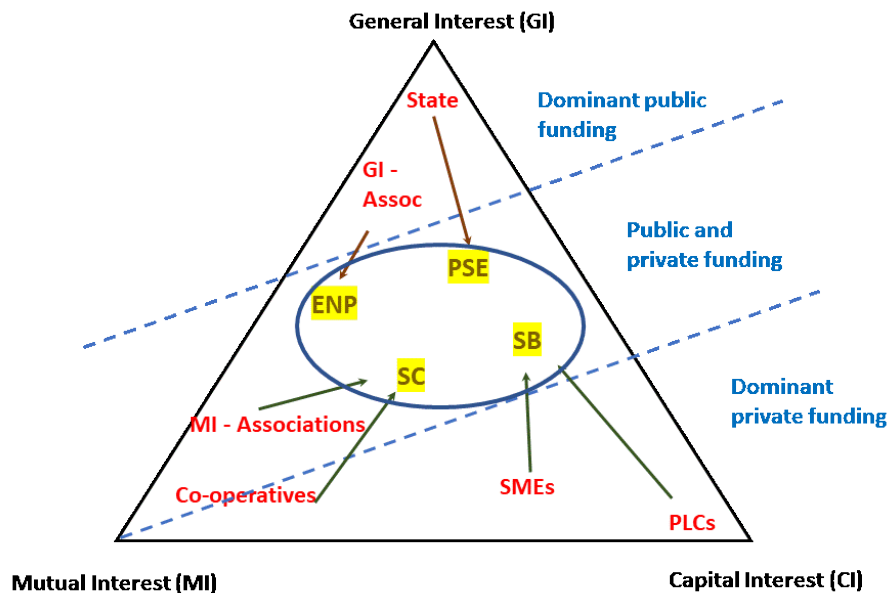 General Interest (GI)
State
Dominant public
funding
GI -
Assoc
Public and
private funding
PSE
ENP
SB
SC
Dominant
private funding
MI - Associations
Co-operatives
SMEs
PLCs
Mutual Interest (MI)
Capital Interest (CI)